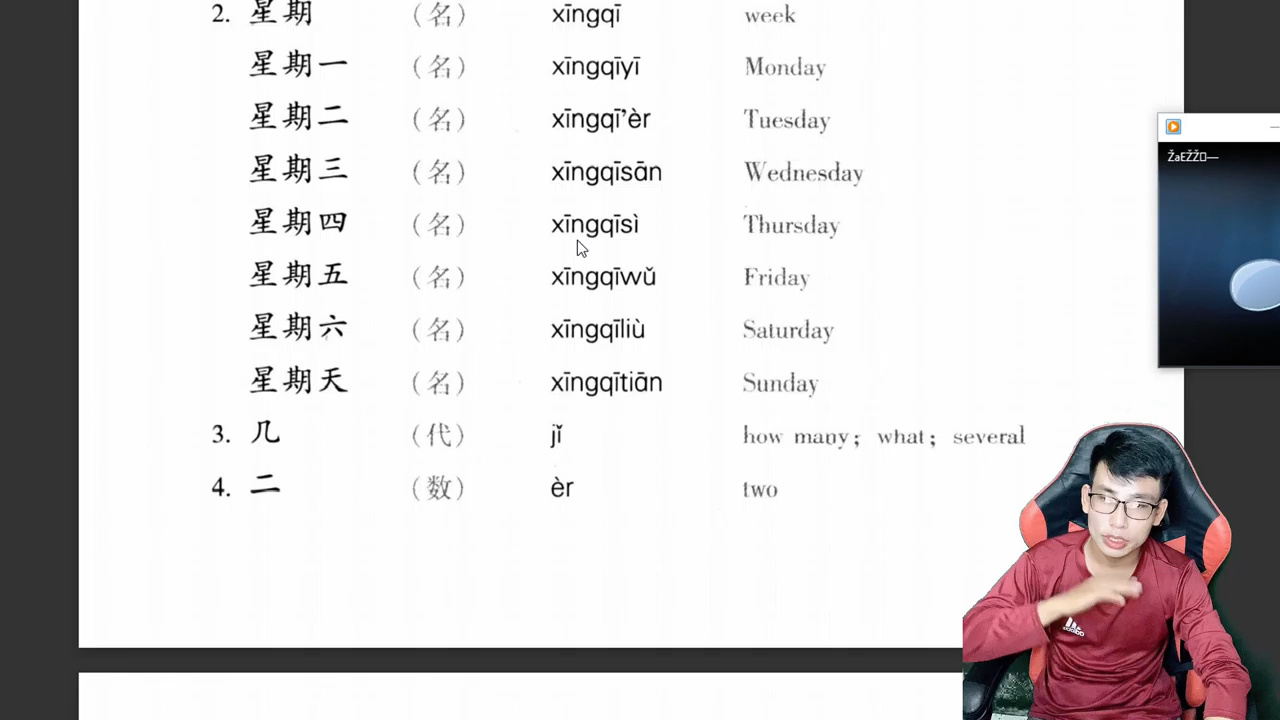 2. 星期 （名） xīngqī week
星期一 （名） xīngqīyī Monday
星期二 （名） xīngqī’èr Tuesday
星期三 （名） xīngqīsān Wednesday
星期四 （名） xīngqīsì Thursday
星期五 （名） xīngqīwǔ Friday
星期六 （名） xīngqīliù Saturday
星期天 （名） xīngqītiān Sunday
3. 几 （代） jǐ how many; what; several
4. 二 （数） èr two
adidas